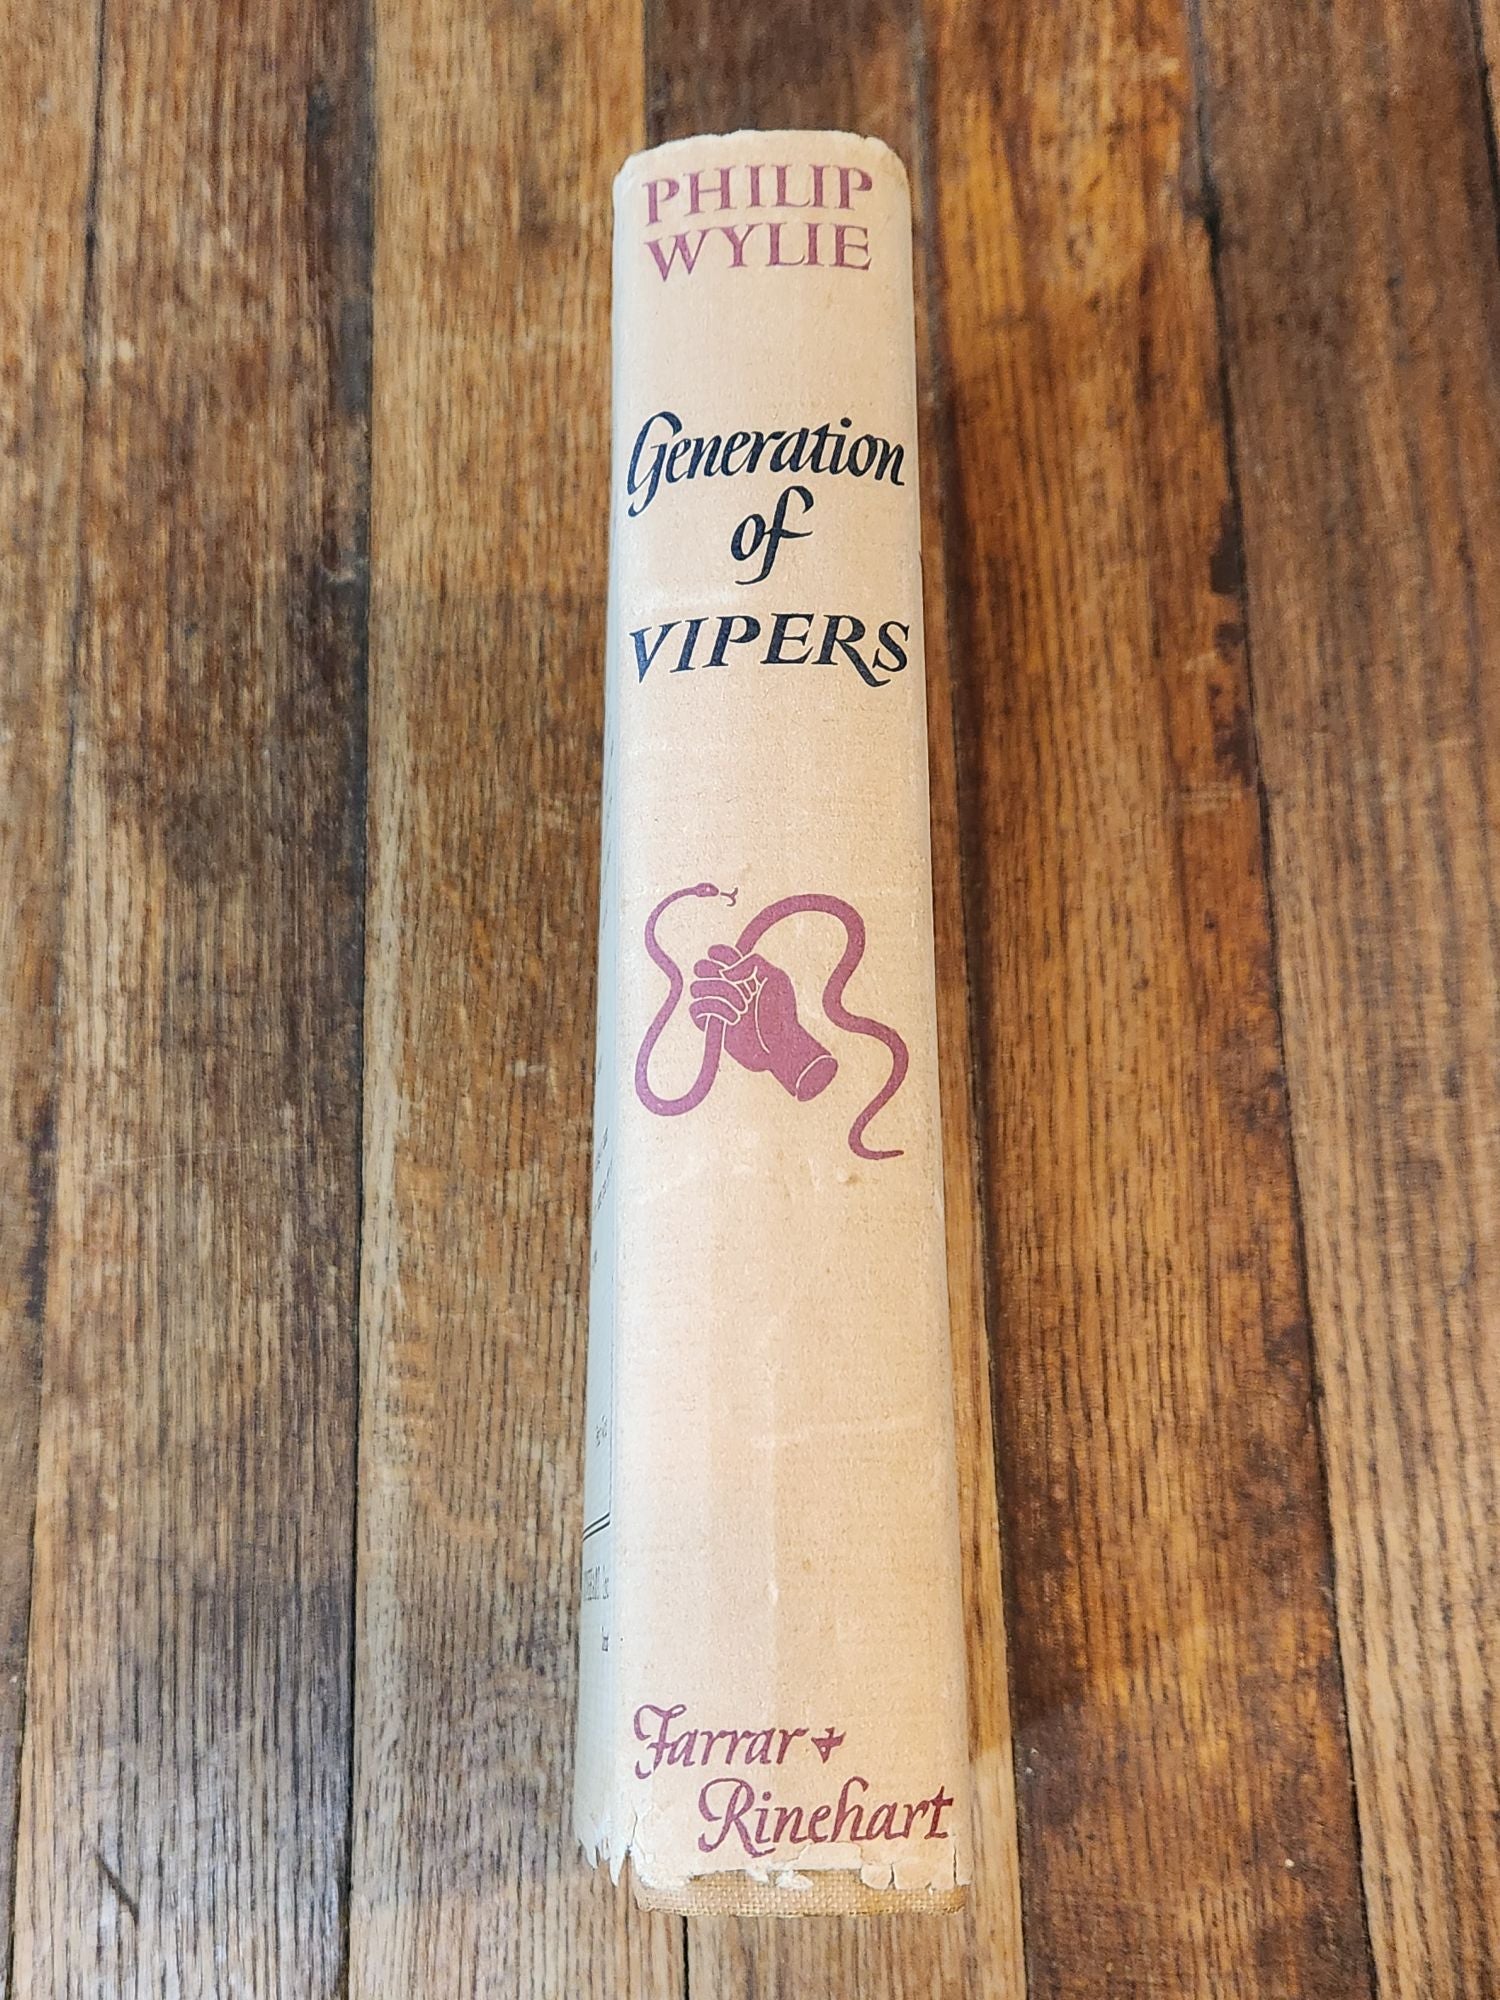 PHILIP
WYLIE
Generation
of
VIPERS
Farrar &
Rinehart